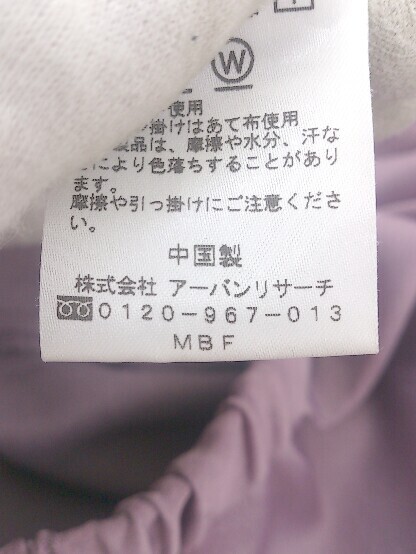 W
使用
掛けはあて布使用
製品は、摩擦や水分、汗な
により色落ちすることがあり
ます。
摩擦や引っ掛けにご注意くださ
い。
中国製
株式会社 アーバンリサーチ
0120-967-013
MBF